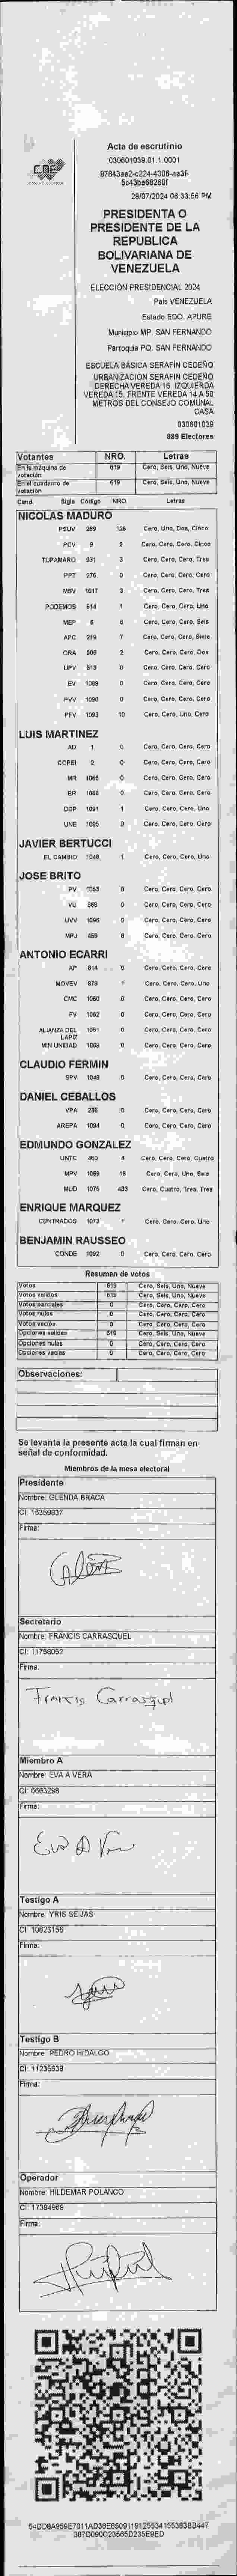 Acta de escrutinio
030601039.01.1.0001
28/07/2024 06:33:56 PM
CNE
PRESIDENTA O
PRESIDENTE DE LA
REPUBLICA
BOLIVARIANA DE
VENEZUELA
ELECCIÓN PRESIDENCIAL 2024
Pais VENEZUELA
Estado EDO. APURE
Municipio MP. SAN FERNANDO
Parroquia PQ. SAN FERNANDO
ESCUELA BÁSICA SERAFÍN CEDEÑO
URBANIZACION SERAFIN CEDEÑO
DERECHA VEREDA 16. IZQUIERDA
VEREDA 15. FRENTE VEREDA 14 A 50
METROS DEL CONSEJO COMUNAL
CASA
030601039
889 Electores
Votantes NRO. Letras
En la máquina de votación 619 Cero, Seis, Uno, Nueve
En el cuaderno de votación 619 Cero, Seis, Uno, Nueve
Cand. Sigla Código NRO. Letras
NICOLAS MADURO
PSUV 289 125 Cero, Uno, Dos, Cinco
PCV 9 5 Cero, Cero, Cero, Cinco
TUPAMARO 931 3 Cero, Cero, Cero, Tres
PPT 276 0 Cero, Cero, Cero, Cero
MSV 1017 3 Cero, Cero, Cero, Tres
PODEMOS 514 1 Cero, Cero, Cero, Uno
MEP 6 6 Cero, Cero, Cero, Seis
APC 219 7 Cero, Cero, Cero, Siete
ORA 906 2 Cero, Cero, Cero, Dos
UPV 513 0 Cero, Cero, Cero, Cero
EV 1089 0 Cero, Cero, Cero, Cero
PVV 1090 0 Cero, Cero, Cero, Cero
PFV 1093 10 Cero, Cero, Uno, Cero
LUIS MARTINEZ
AD 1 0 Cero, Cero, Cero, Cero
COPEI 2 0 Cero, Cero, Cero, Cero
MR 1065 0 Cero, Cero, Cero, Cero
BR 1066 0 Cero, Cero, Cero, Cero
DDP 1091 1 Cero, Cero, Cero, Uno
UNE 1095 0 Cero, Cero, Cero, Cero
JAVIER BERTUCCI
EL CAMBIO 1046 1 Cero, Cero, Cero, Uno
JOSE BRITO
PV 1053 0 Cero, Cero, Cero, Cero
VU 868 0 Cero, Cero, Cero, Cero
UVV 1096 0 Cero, Cero, Cero, Cero
MPJ 459 0 Cero, Cero, Cero, Cero
ANTONIO ECARRI
AP 814 0 Cero, Cero, Cero, Cero
MOVEV 878 1 Cero, Cero, Cero, Uno
CMC 1060 0 Cero, Cero, Cero, Cero
FV 1062 0 Cero, Cero, Cero, Cero
ALIANZA DEL LAPIZ 1081 0 Cero, Cero, Cero, Cero
MIN UNIDAD 1068 0 Cero, Cero, Cero, Cero
CLAUDIO FERMIN
SPV 1048 0 Cero, Cero, Cero, Cero
DANIEL CEBALLOS
VPA 236 0 Cero, Cero, Cero, Cero
AREPA 1094 0 Cero, Cero, Cero, Cero
EDMUNDO GONZALEZ
UNTC 460 4 Cero, Cero, Cero, Cuatro
MPV 1069 16 Cero, Cero, Uno, Seis
MUD 1075 433 Cero, Cuatro, Tres, Tres
ENRIQUE MARQUEZ
CENTRADOS 1073 1 Cero, Cero, Cero, Uno
BENJAMIN RAUSSEO
CONDE 1092 0 Cero, Cero, Cero, Cero
Resumen de votos
Votos 619 Cero, Seis, Uno, Nueve
Votos validos 619 Cero, Seis, Uno, Nueve
Votos parciales 0 Cero, Cero, Cero, Cero
Votos nulos 0 Cero, Cero, Cero, Cero
Votos vacíos 0 Cero, Cero, Cero, Cero
Opciones validas 619 Cero, Seis, Uno, Nueve
Opciones nulas 0 Cero, Cero, Cero, Cero
Opciones vacías 0 Cero, Cero, Cero, Cero
Observaciones:
Se levanta la presente acta la cual firman en
señal de conformidad.
Miembros de la mesa electoral
Presidente
Nombre: GLENDA BRACA
CI: 15359837
Firma:
Secretario
Nombre: FRANCIS CARRASQUEL
CI: 11758052
Firma:
Francis Carrasquel
Miembro A
Nombre: EVA A VERA
CI: 6663298
Firma:
Eva A Vera
Testigo A
Nombre: YRIS SEIJAS
CI: 10623156
Firma:
Testigo B
Nombre: PEDRO HIDALGO
CI: 11235638
Firma:
Operador
Nombre: HILDEMAR POLANCO
CI: 17394969
Firma: